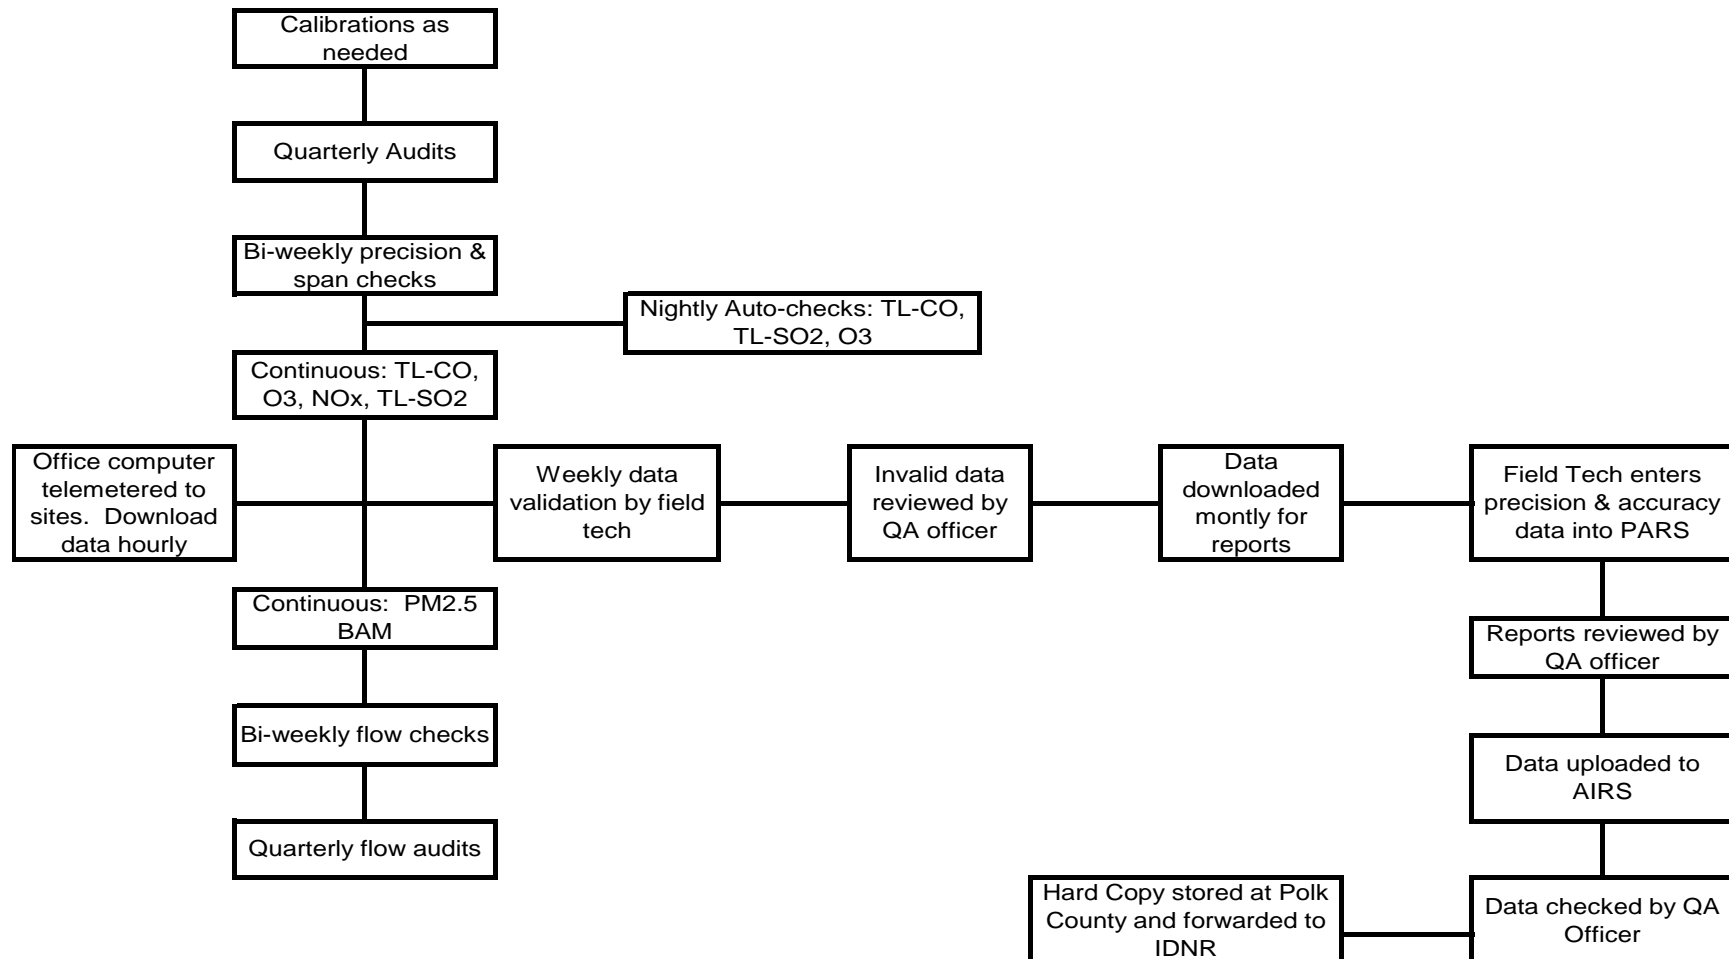 Calibrations as
needed
Quarterly Audits
Bi-weekly precision &
span checks
Nightly Auto-checks: TL-CO,
TL-SO2, O3
Continuous: TL-CO,
O3, NOx, TL-SO2
Office computer
telemetered to
sites.  Download
data hourly
Weekly data
validation by field
tech
Invalid data
reviewed by
QA officer
Data
downloaded
montly for
reports
Field Tech enters
precision & accuracy
data into PARS
Continuous:  PM2.5
BAM
Reports reviewed by
QA officer
Bi-weekly flow checks
Data uploaded to
AIRS
Quarterly flow audits
Hard Copy stored at Polk
County and forwarded to
IDNR
Data checked by QA
Officer